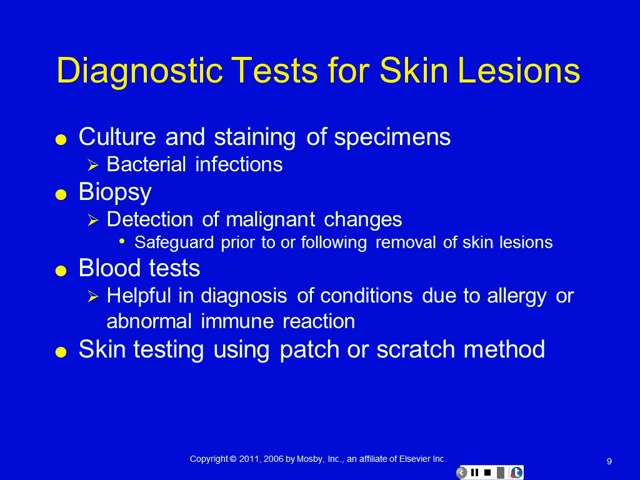 Diagnostic Tests for Skin Lesions
Culture and staining of specimens
Bacterial infections
Biopsy
Detection of malignant changes
Safeguard prior to or following removal of skin lesions
Blood tests
Helpful in diagnosis of conditions due to allergy or
abnormal immune reaction
Skin testing using patch or scratch method
Copyright © 2011, 2006 by Mosby, Inc., an affiliate of Elsevier Inc.
9